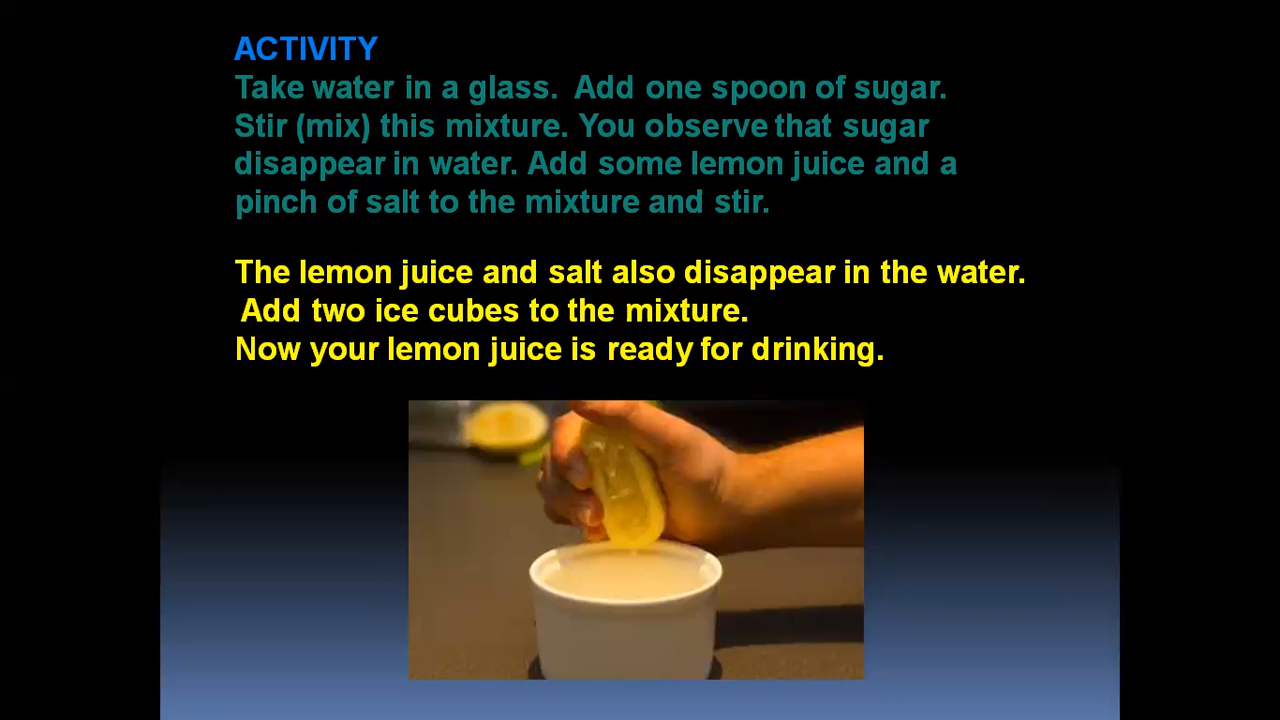 ACTIVITY
Take water in a glass. Add one spoon of sugar.
Stir (mix) this mixture. You observe that sugar
disappear in water. Add some lemon juice and a
pinch of salt to the mixture and stir.
The lemon juice and salt also disappear in the water.
Add two ice cubes to the mixture.
Now your lemon juice is ready for drinking.